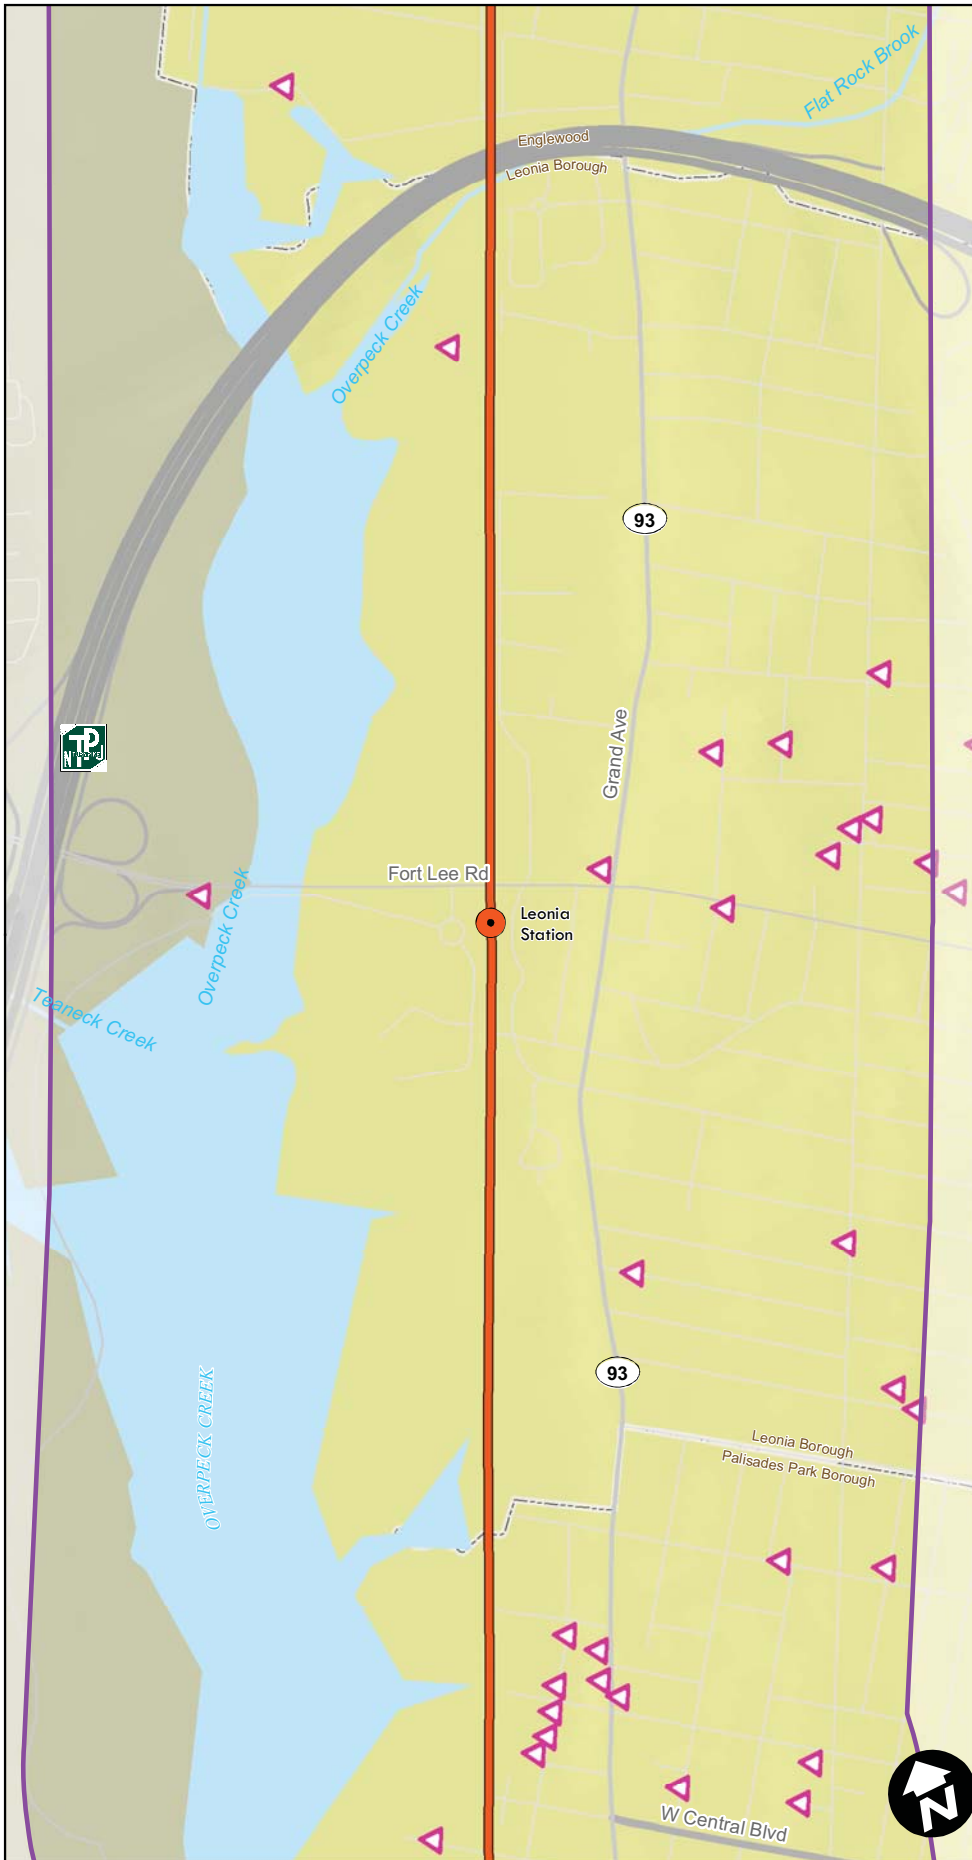 Flat Rock Brook
Englewood
Leonia Borough
Overpeck Creek
93
Grand Ave
Fort Lee Rd
Leonia
Station
Overpeck Creek
Teaneck Creek
93
OVERPECK CREEK
Leonia Borough
Palisades Park Borough
W Central Blvd
N